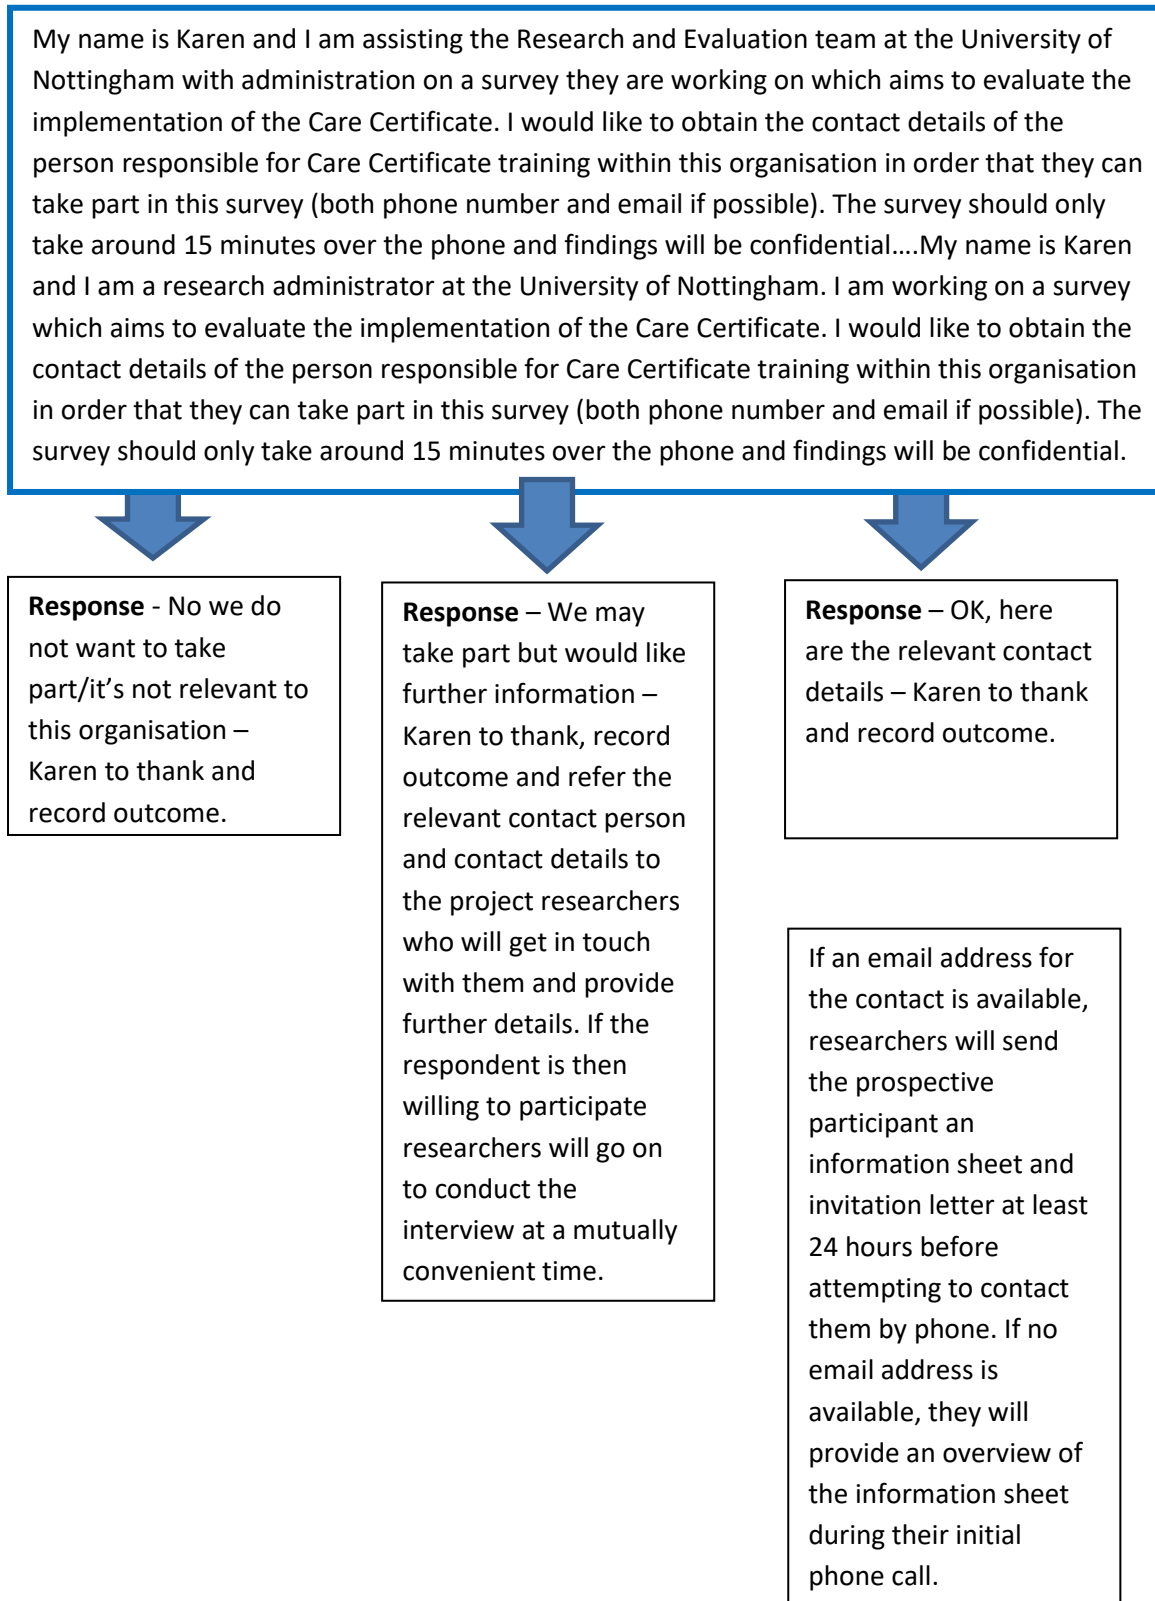 My name is Karen and I am assisting the Research and Evaluation team at the University of
Nottingham with administration on a survey they are working on which aims to evaluate the
implementation of the Care Certificate. I would like to obtain the contact details of the
person responsible for Care Certificate training within this organisation in order that they can
take part in this survey (both phone number and email if possible). The survey should only
take around 15 minutes over the phone and findings will be confidential....My name is Karen
and I am a research administrator at the University of Nottingham. I am working on a survey
which aims to evaluate the implementation of the Care Certificate. I would like to obtain the
contact details of the person responsible for Care Certificate training within this organisation
in order that they can take part in this survey (both phone number and email if possible). The
survey should only take around 15 minutes over the phone and findings will be confidential.
Response - No we do
not want to take
part/it’s not relevant to
this organisation –
Karen to thank and
record outcome.
Response – We may
take part but would like
further information –
Karen to thank, record
outcome and refer the
relevant contact person
and contact details to
the project researchers
who will get in touch
with them and provide
further details. If the
respondent is then
willing to participate
researchers will go on
to conduct the
interview at a mutually
convenient time.
Response – OK, here
are the relevant contact
details – Karen to thank
and record outcome.
If an email address for
the contact is available,
researchers will send
the prospective
participant an
information sheet and
invitation letter at least
24 hours before
attempting to contact
them by phone. If no
email address is
available, they will
provide an overview of
the information sheet
during their initial
phone call.